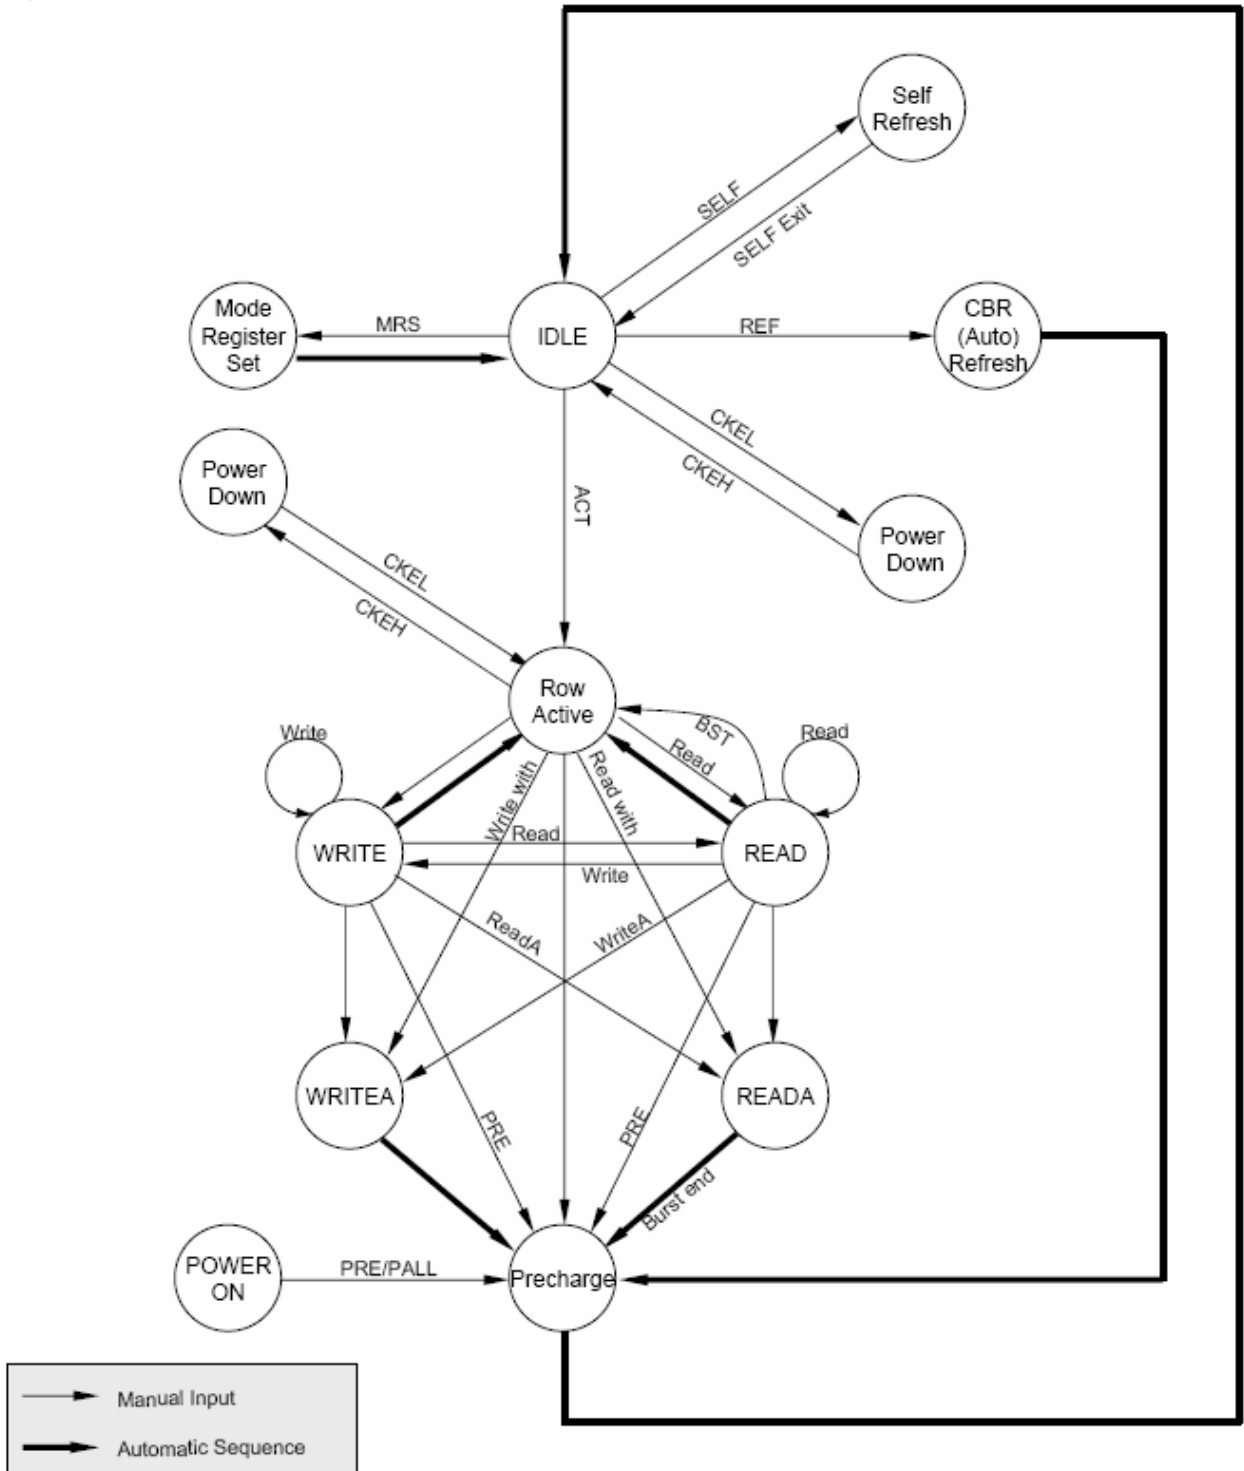 Self
Refresh
SELF
SELF Exit
Mode
Register
Set
MRS
IDLE
REF
CBR
(Auto)
Refresh
CKEL
CKEH
Power
Down
ACT
Power
Down
CKEL
CKEH
Row
Active
BST
Write
Read
Read
Write with
Read with
Read
WRITE
READ
Write
ReadA
WriteA
WRITEA
READA
PRE
PRE
Burst end
POWER
ON
PRE/PALL
Precharge
Manual Input
Automatic Sequence